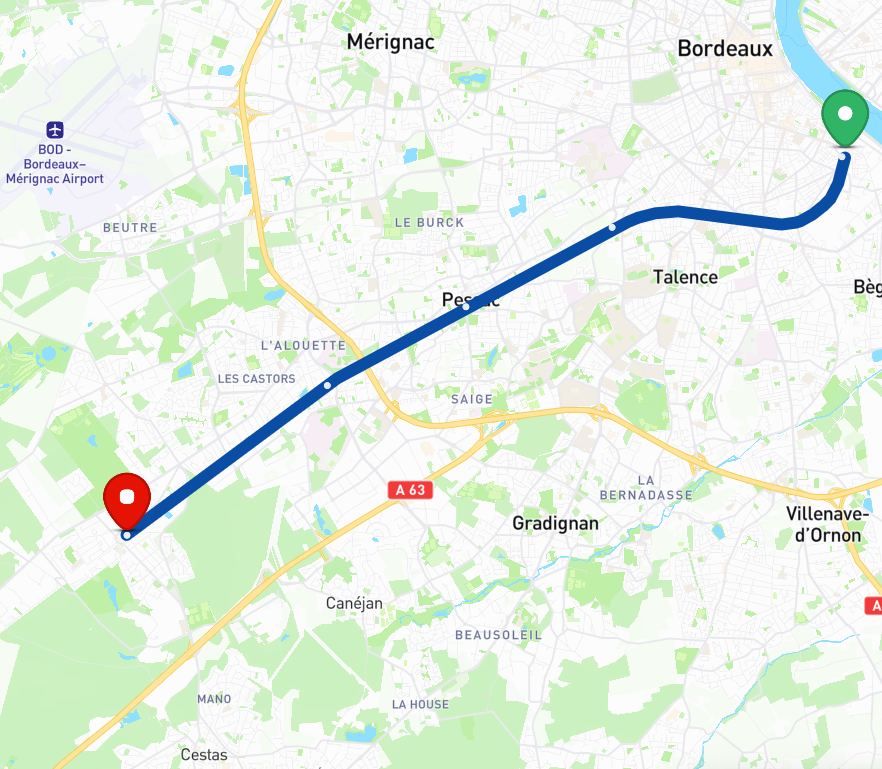 Mérignac
Bordeaux
BOD -
Bordeaux–
Mérignac Airport
BEUTRE
LE BURCK
Talence
Bèg
Pessac
L'ALOUETTE
LES CASTORS
SAIGE
A 63
LA
BERNADASSE
Villenave-
d'Ornon
Gradignan
Canéjan
A
BEAUSOLEIL
MANO
LA HOUSE
Cestas